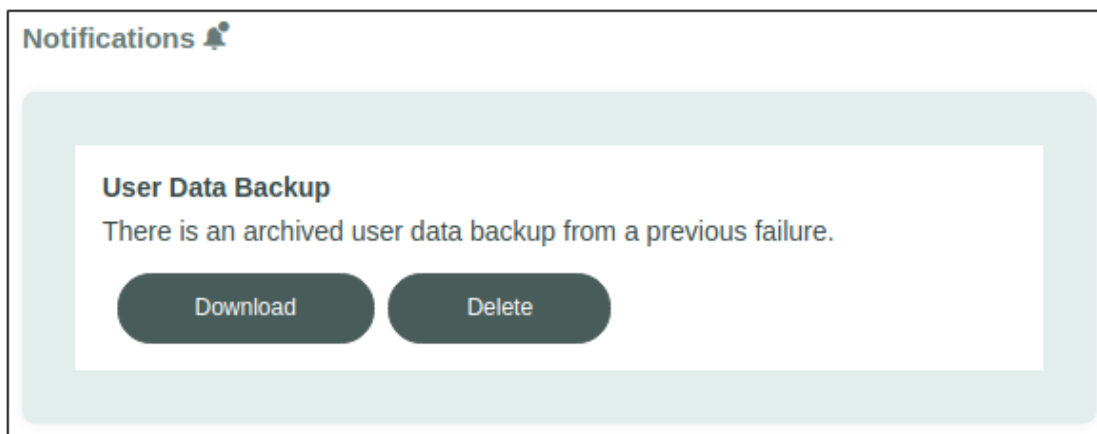 Notifications
User Data Backup
There is an archived user data backup from a previous failure.
Download Delete